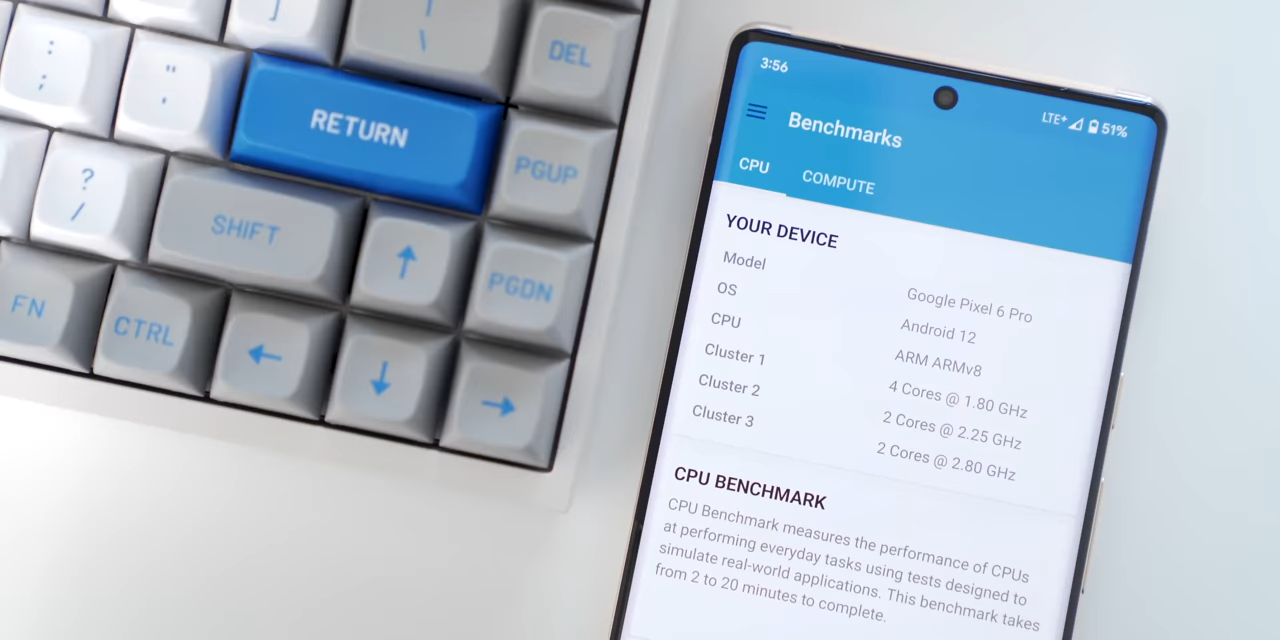 ]
\
DEL
:
;
"
'
RETURN
PGUP
?
/
SHIFT
↑
PGDN
FN
CTRL
←
↓
→
3:56
LTE+ 51%
Benchmarks
CPU COMPUTE
YOUR DEVICE
Model Google Pixel 6 Pro
OS Android 12
CPU ARM ARMv8
Cluster 1 4 Cores @ 1.80 GHz
Cluster 2 2 Cores @ 2.25 GHz
Cluster 3 2 Cores @ 2.80 GHz
CPU BENCHMARK
CPU Benchmark measures the performance of CPUs
at performing everyday tasks using tests designed to
simulate real-world applications. This benchmark takes
from 2 to 20 minutes to complete.